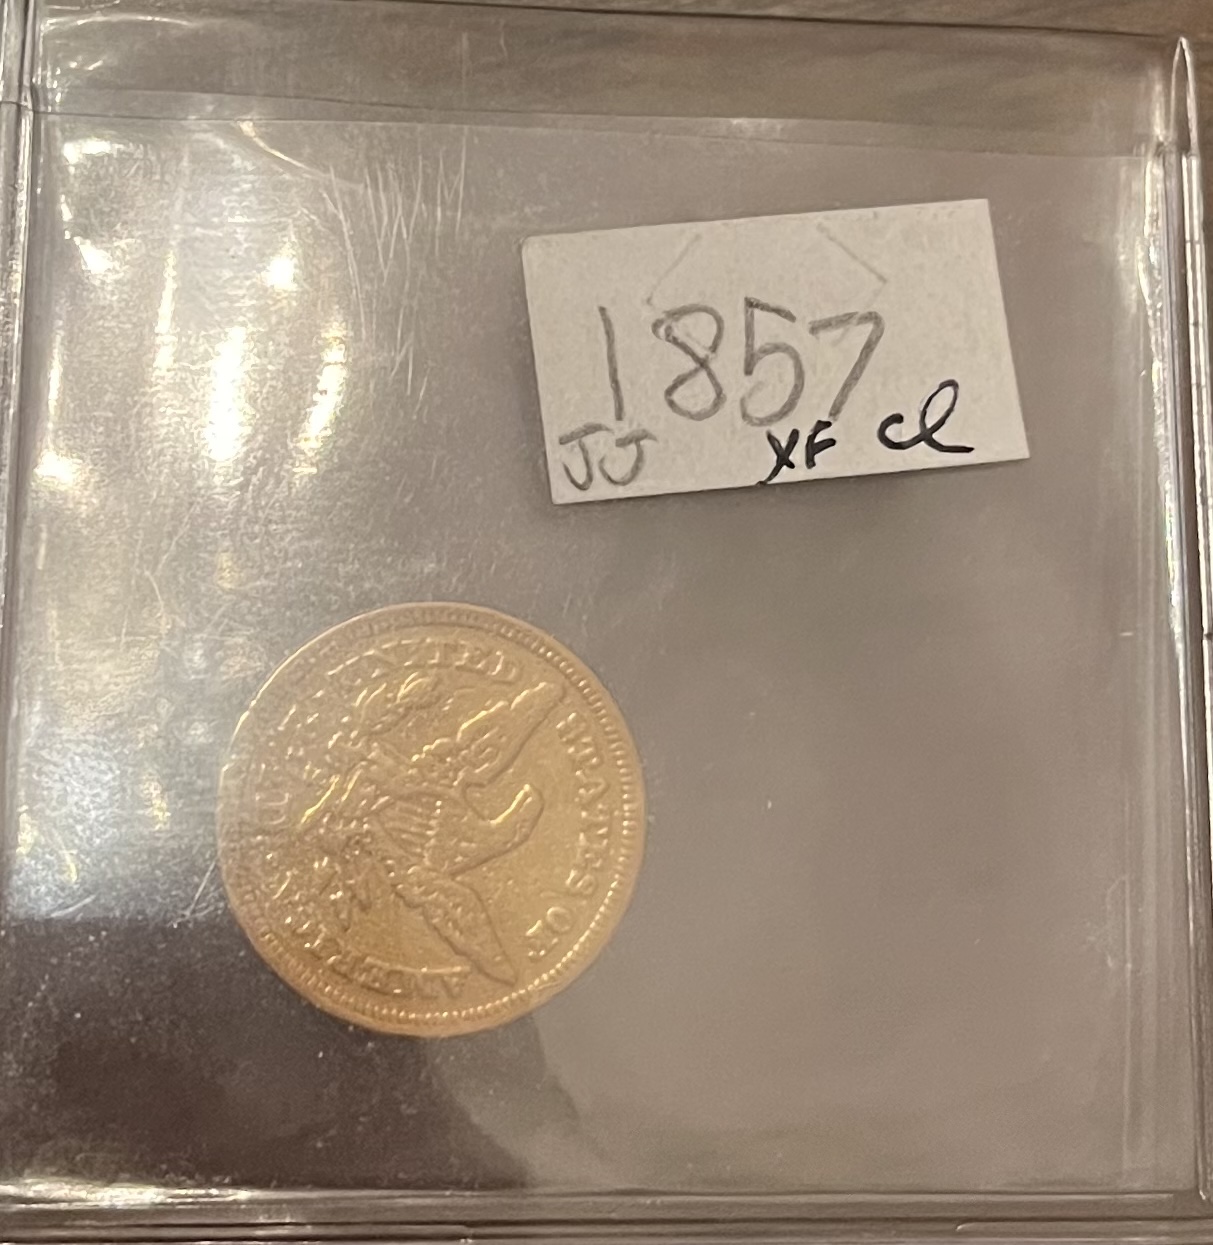 1857
JJ XF cl
UNITED STATES OF AMERICA